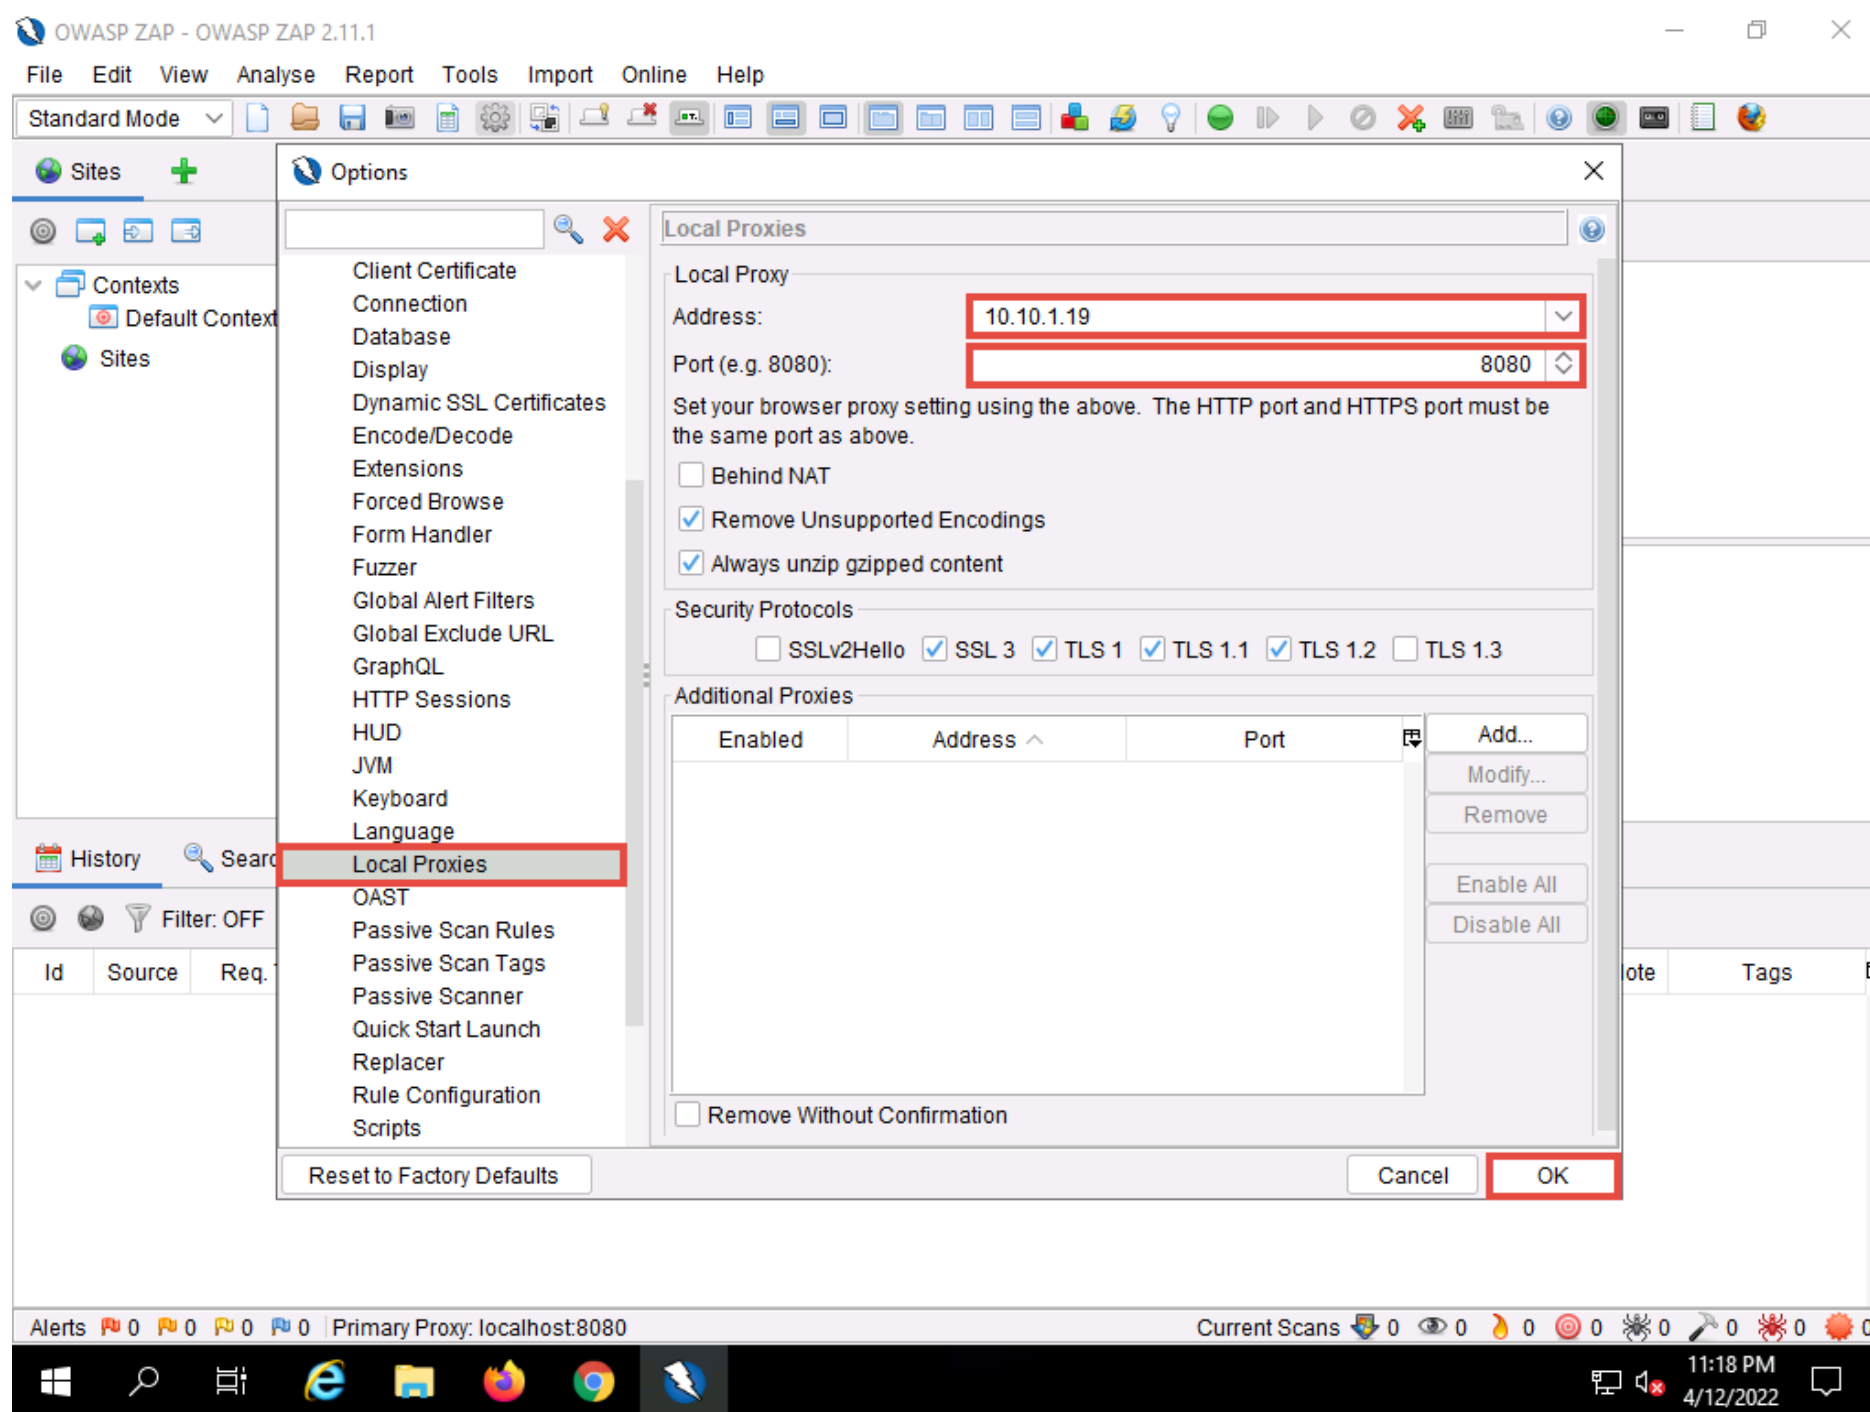 OWASP ZAP - OWASP ZAP 2.11.1
File Edit View Analyse Report Tools Import Online Help
Standard Mode
Sites
Options
Contexts
Default Context
Sites
Client Certificate
Connection
Database
Display
Dynamic SSL Certificates
Encode/Decode
Extensions
Forced Browse
Form Handler
Fuzzer
Global Alert Filters
Global Exclude URL
GraphQL
HTTP Sessions
HUD
JVM
Keyboard
Language
Local Proxies
OAST
Passive Scan Rules
Passive Scan Tags
Passive Scanner
Quick Start Launch
Replacer
Rule Configuration
Scripts
Local Proxies
Local Proxy
Address: 10.10.1.19
Port (e.g. 8080): 8080
Set your browser proxy setting using the above. The HTTP port and HTTPS port must be
the same port as above.
Behind NAT
Remove Unsupported Encodings
Always unzip gzipped content
Security Protocols
SSLv2Hello SSL 3 TLS 1 TLS 1.1 TLS 1.2 TLS 1.3
Additional Proxies
Enabled Address Port
Add...
Modify...
Remove
Enable All
Disable All
Remove Without Confirmation
Reset to Factory Defaults
Cancel OK
History Searc
Filter: OFF
Id Source Req. ote Tags
Alerts 0 0 0 0 Primary Proxy: localhost:8080 Current Scans 0 0 0 0 0 0 0 0
11:18 PM
4/12/2022